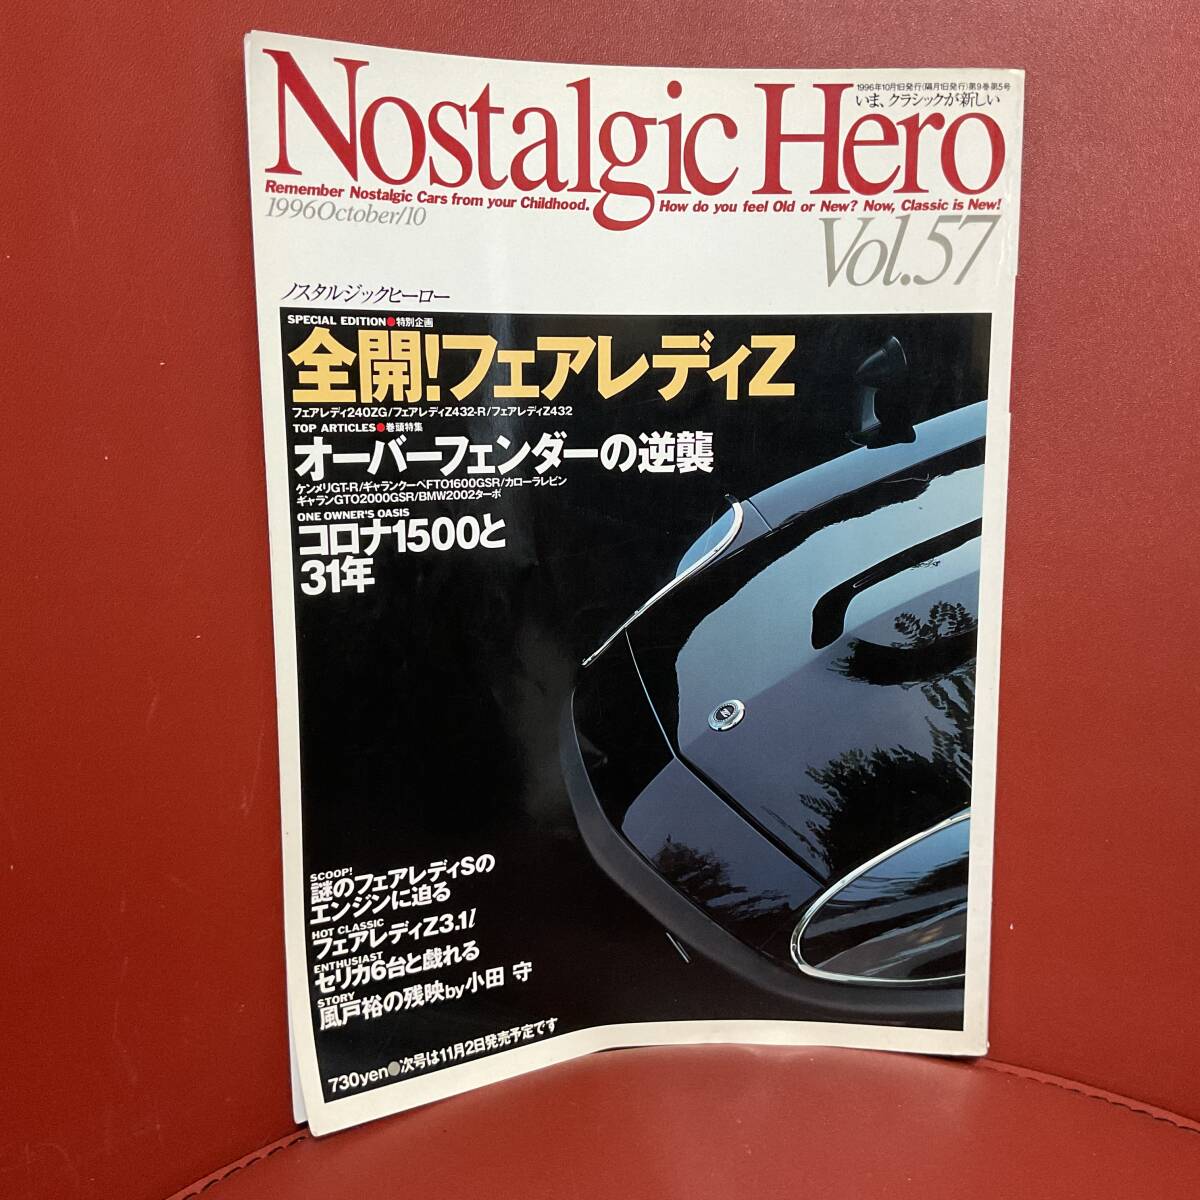 Nostalgic Hero
1996年10月1日発行(隔月1日発行)第9巻第5号
いま、クラシックが新しい
Remember Nostalgic Cars from your Childhood. How do you feel Old or New? Now, Classic is New!
1996October/10
Vol.57
ノスタルジックヒーロー
SPECIAL EDITION●特別企画
全開!フェアレディZ
フェアレディ240ZG/フェアレディZ432-R/フェアレディZ432
TOP ARTICLES●巻頭特集
オーバーフェンダーの逆襲
ケンメリGT-R/ギャランクーペFTO1600GSR/カローラレビン
ギャランGTO2000GSR/BMW2002ターボ
ONE OWNER'S OASIS
コロナ1500と
31年
SCOOP!
謎のフェアレディSの
エンジンに迫る
HOT CLASSIC
フェアレディZ3.1l
ENTHUSIAST
セリカ6台と戯れる
STORY
風戸裕の残映by小田 守
730yen●次号は11月2日発売予定です